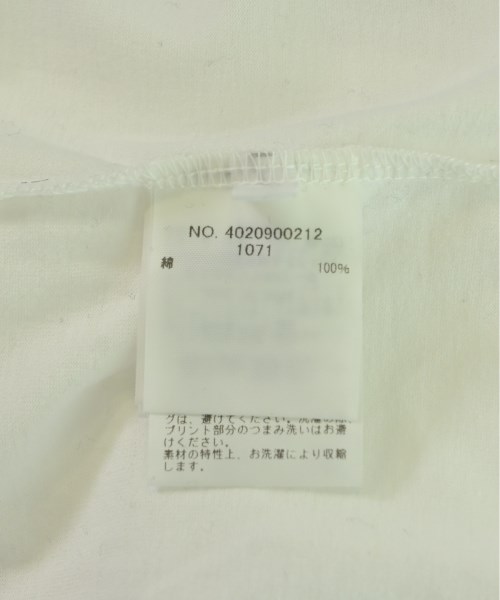 NO. 4020900212
1071
綿 100%
グは、避けてください。洗濯の際、
プリント部分のつまみ洗いはお避
けください。
素材の特性上、お洗濯により収縮
します。